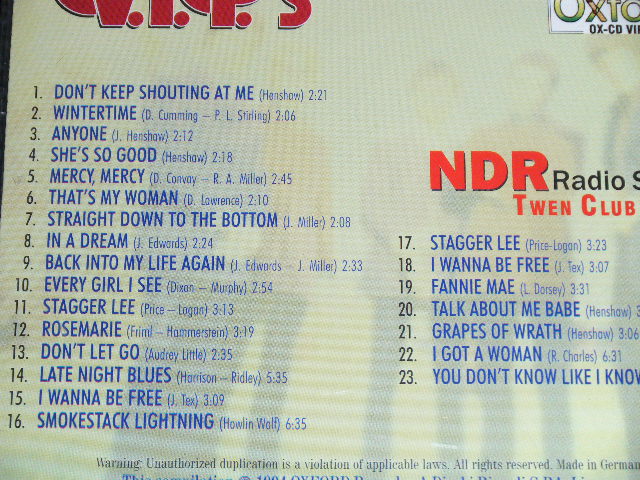 V.I.P.'s
Oxford
OX-CD
1. DON'T KEEP SHOUTING AT ME (Henshaw) 2:21
2. WINTERTIME (D. Cumming – P. L. Stirling) 2:06
3. ANYONE (J. Henshaw) 2:12
4. SHE'S SO GOOD (Henshaw) 2:18
5. MERCY, MERCY (D. Convay – R. A. Miller) 2:45
6. THAT'S MY WOMAN (D. Lawrence) 2:10
7. STRAIGHT DOWN TO THE BOTTOM (J. Miller) 2:08
8. IN A DREAM (J. Edwards) 2:24
9. BACK INTO MY LIFE AGAIN (J. Edwards – J. Miller) 2:33
10. EVERY GIRL I SEE (Dixon – Murphy) 2:54
11. STAGGER LEE (Price – Logan) 3:13
12. ROSEMARIE (Friml – Hammerstein) 3:19
13. DON'T LET GO (Audrey Little) 2:35
14. LATE NIGHT BLUES (Harrison – Ridley) 5:35
15. I WANNA BE FREE (J. Tex) 3:09
16. SMOKESTACK LIGHTNING (Howlin Wolf) 6:35
NDR Radio S
TWEN CLUB
17. STAGGER LEE (Price-Logan) 3:23
18. I WANNA BE FREE (J. Tex) 3:07
19. FANNIE MAE (L. Dorsey) 3:31
20. TALK ABOUT ME BABE (Henshaw)
21. GRAPES OF WRATH (Henshaw) 3:06
22. I GOT A WOMAN (R. Charles) 6:31
23. YOU DON'T KNOW LIKE I KNOW
Warning: Unauthorized duplication is a violation of applicable laws. All rights reserved. Made in German